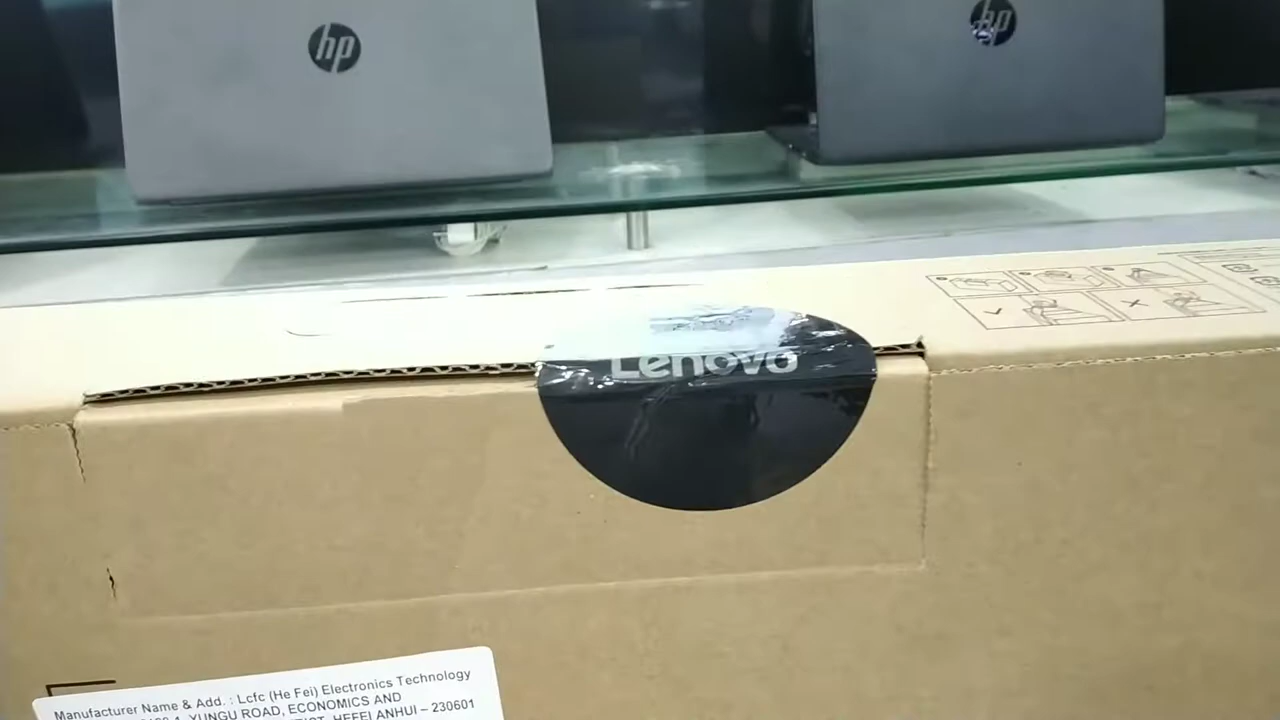 hp
hp
Lenovo
Manufacturer Name & Add. : Lcfc (He Fei) Electronics Technology
YUNGU ROAD, ECONOMICS AND
HEFEI ANHUI – 230601